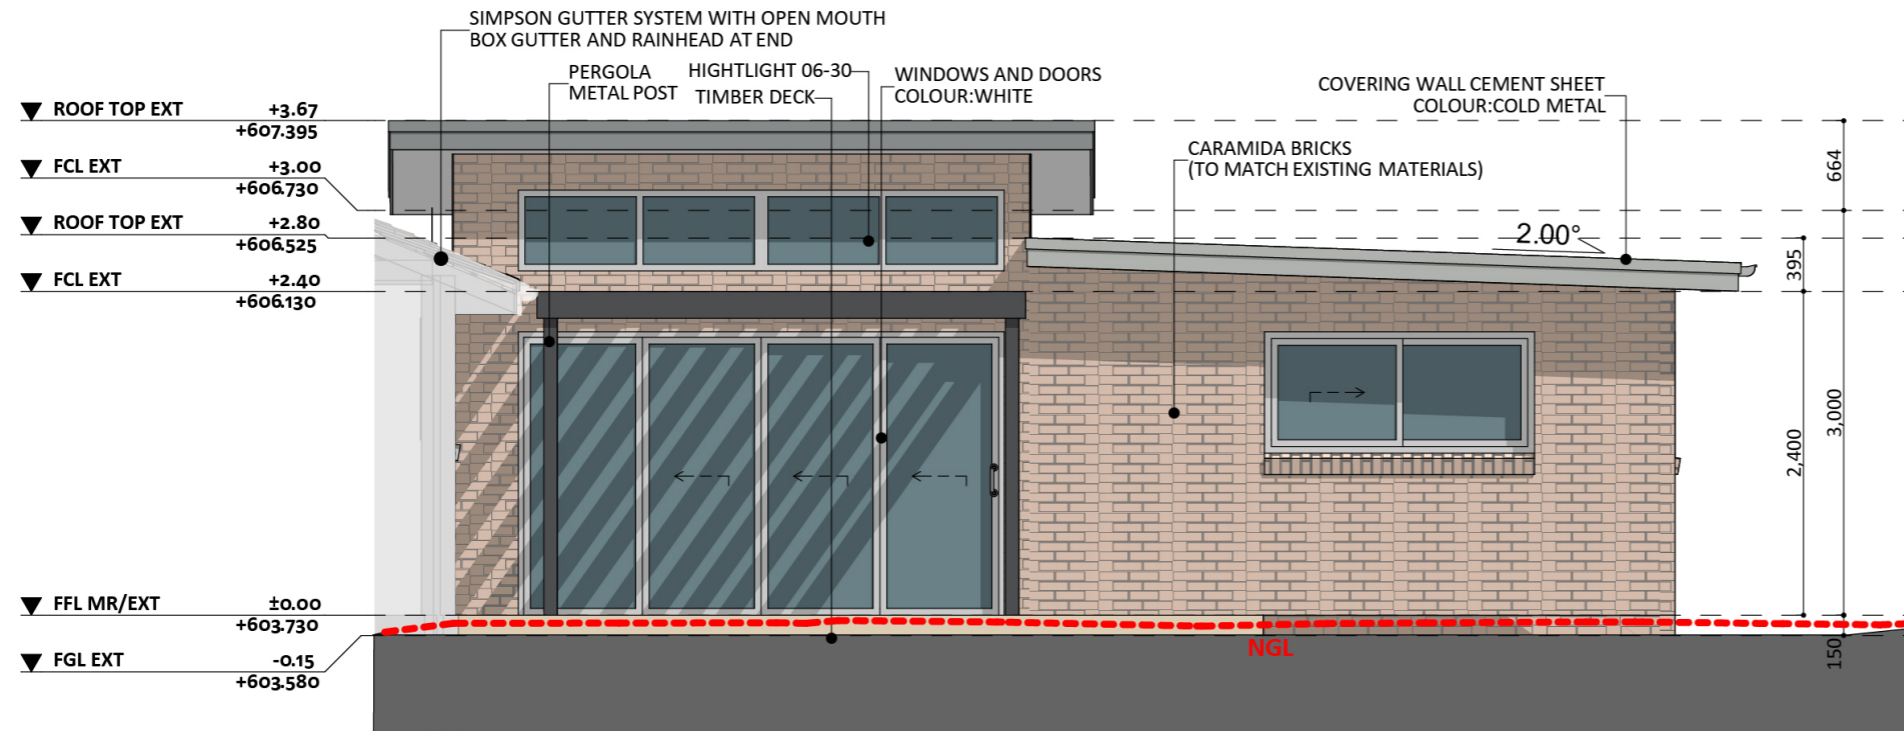 SIMPSON GUTTER SYSTEM WITH OPEN MOUTH
BOX GUTTER AND RAINHEAD AT END
PERGOLA
METAL POST
HIGHTLIGHT 06-30
TIMBER DECK
WINDOWS AND DOORS
COLOUR:WHITE
COVERING WALL CEMENT SHEET
COLOUR:COLD METAL
CARAMIDA BRICKS
(TO MATCH EXISTING MATERIALS)
ROOF TOP EXT +3.67
+607.395
FCL EXT +3.00
+606.730
ROOF TOP EXT +2.80
+606.525
FCL EXT +2.40
+606.130
FFL MR/EXT ±0.00
+603.730
FGL EXT -0.15
+603.580
2.00°
664
395
3,000
2,400
150
NGL